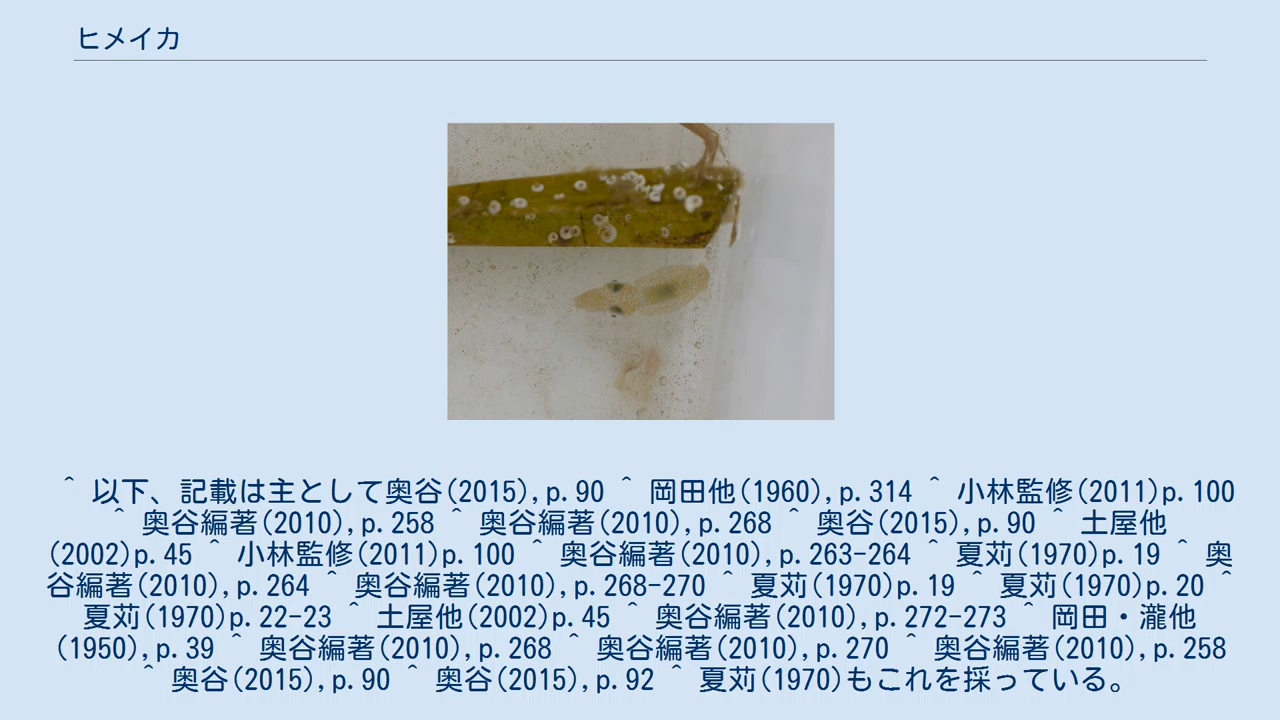 ヒメイカ
^ 以下、記載は主として奥谷(2015),p.90 ^ 岡田他(1960),p.314 ^ 小林監修(2011)p.100
^ 奥谷編著(2010),p.258 ^ 奥谷編著(2010),p.268 ^ 奥谷(2015),p.90 ^ 土屋他
(2002)p.45 ^ 小林監修(2011)p.100 ^ 奥谷編著(2010),p.263-264 ^ 夏苅(1970)p.19 ^ 奥
谷編著(2010),p.264 ^ 奥谷編著(2010),p.268-270 ^ 夏苅(1970)p.19 ^ 夏苅(1970)p.20 ^
夏苅(1970)p.22-23 ^ 土屋他(2002)p.45 ^ 奥谷編著(2010),p.272-273 ^ 岡田・瀧他
(1950),p.39 ^ 奥谷編著(2010),p.268 ^ 奥谷編著(2010),p.270 ^ 奥谷編著(2010),p.258
^ 奥谷(2015),p.90 ^ 奥谷(2015),p.92 ^ 夏苅(1970)もこれを採っている。